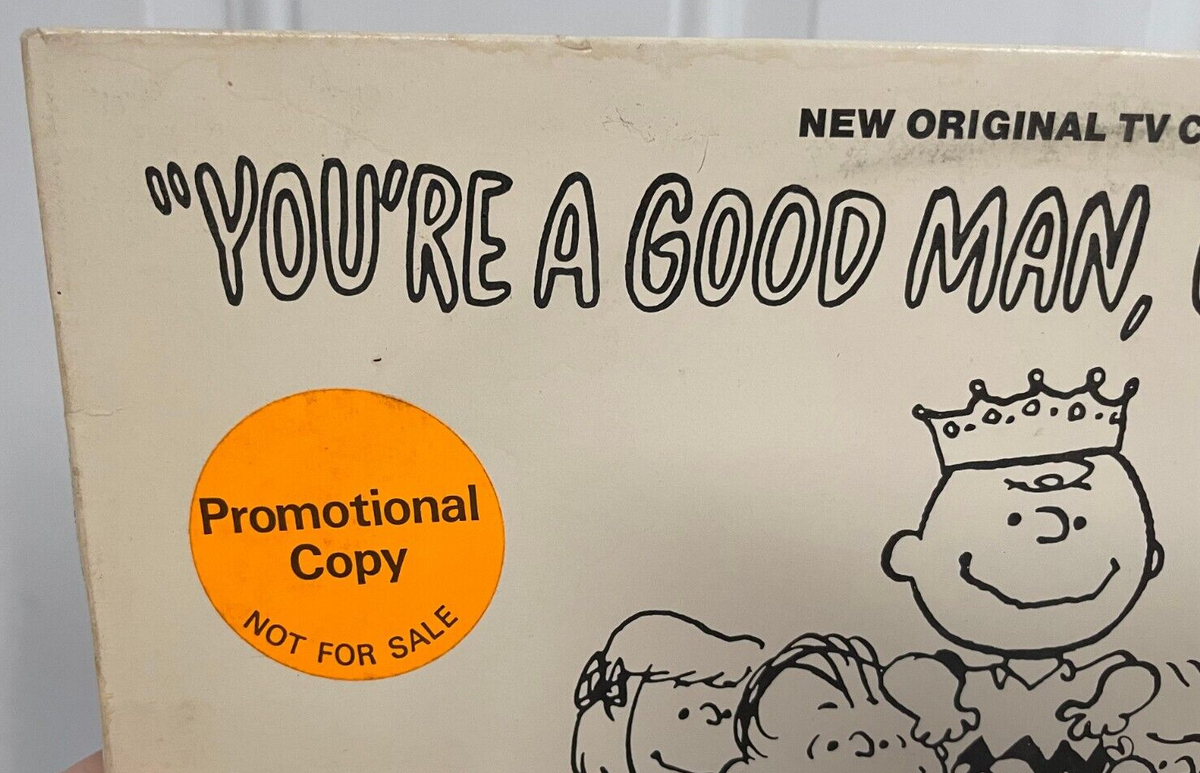 NEW ORIGINAL TV C
"YOU'RE A GOOD MAN,
Promotional
Copy
NOT FOR SALE